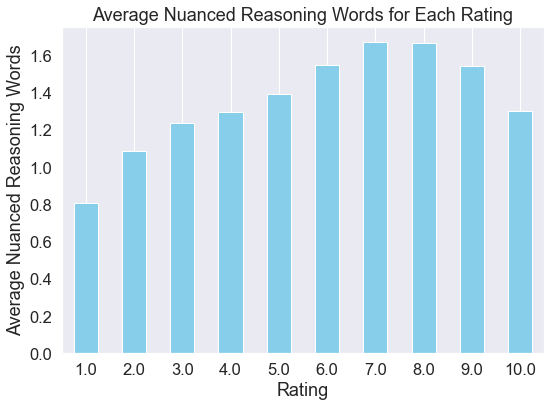 Average Nuanced Reasoning Words for Each Rating
Average Nuanced Reasoning Words
1.6
1.4
1.2
1.0
0.8
0.6
0.4
0.2
0.0
1.0 2.0 3.0 4.0 5.0 6.0 7.0 8.0 9.0 10.0
Rating